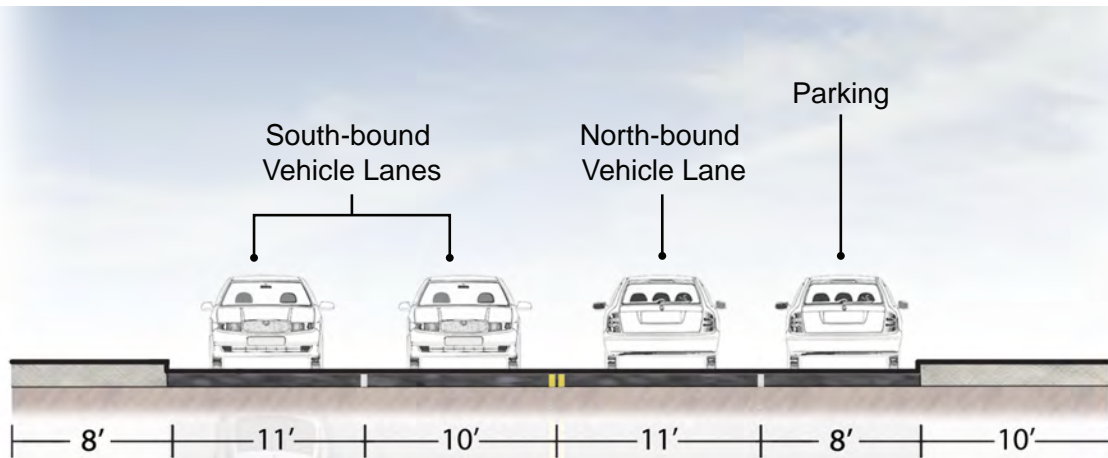 Parking
South-bound
Vehicle Lanes
North-bound
Vehicle Lane
8’ 11’ 10’ 11’ 8’ 10’